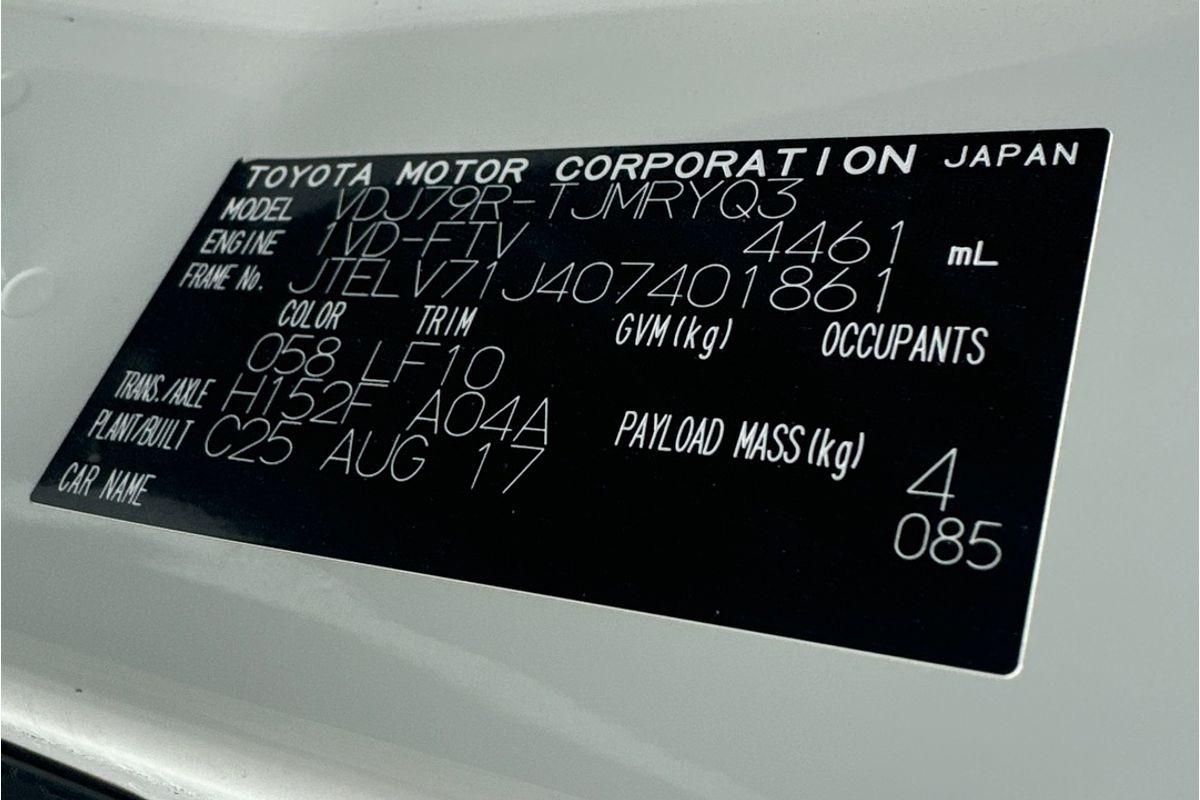 TOYOTA MOTOR CORPORATION JAPAN
MODEL VDJ79R-TJMRYQ3
ENGINE 1VD-FTV 4461 mL
FRAME No. JTELV71J407401861
COLOR TRIM GVM(kg) OCCUPANTS
058 LF10
TRANS./AXLE H152F A04A PAYLOAD MASS(kg) 4
PLANT/BUILT C25 AUG 17 085
CAR NAME